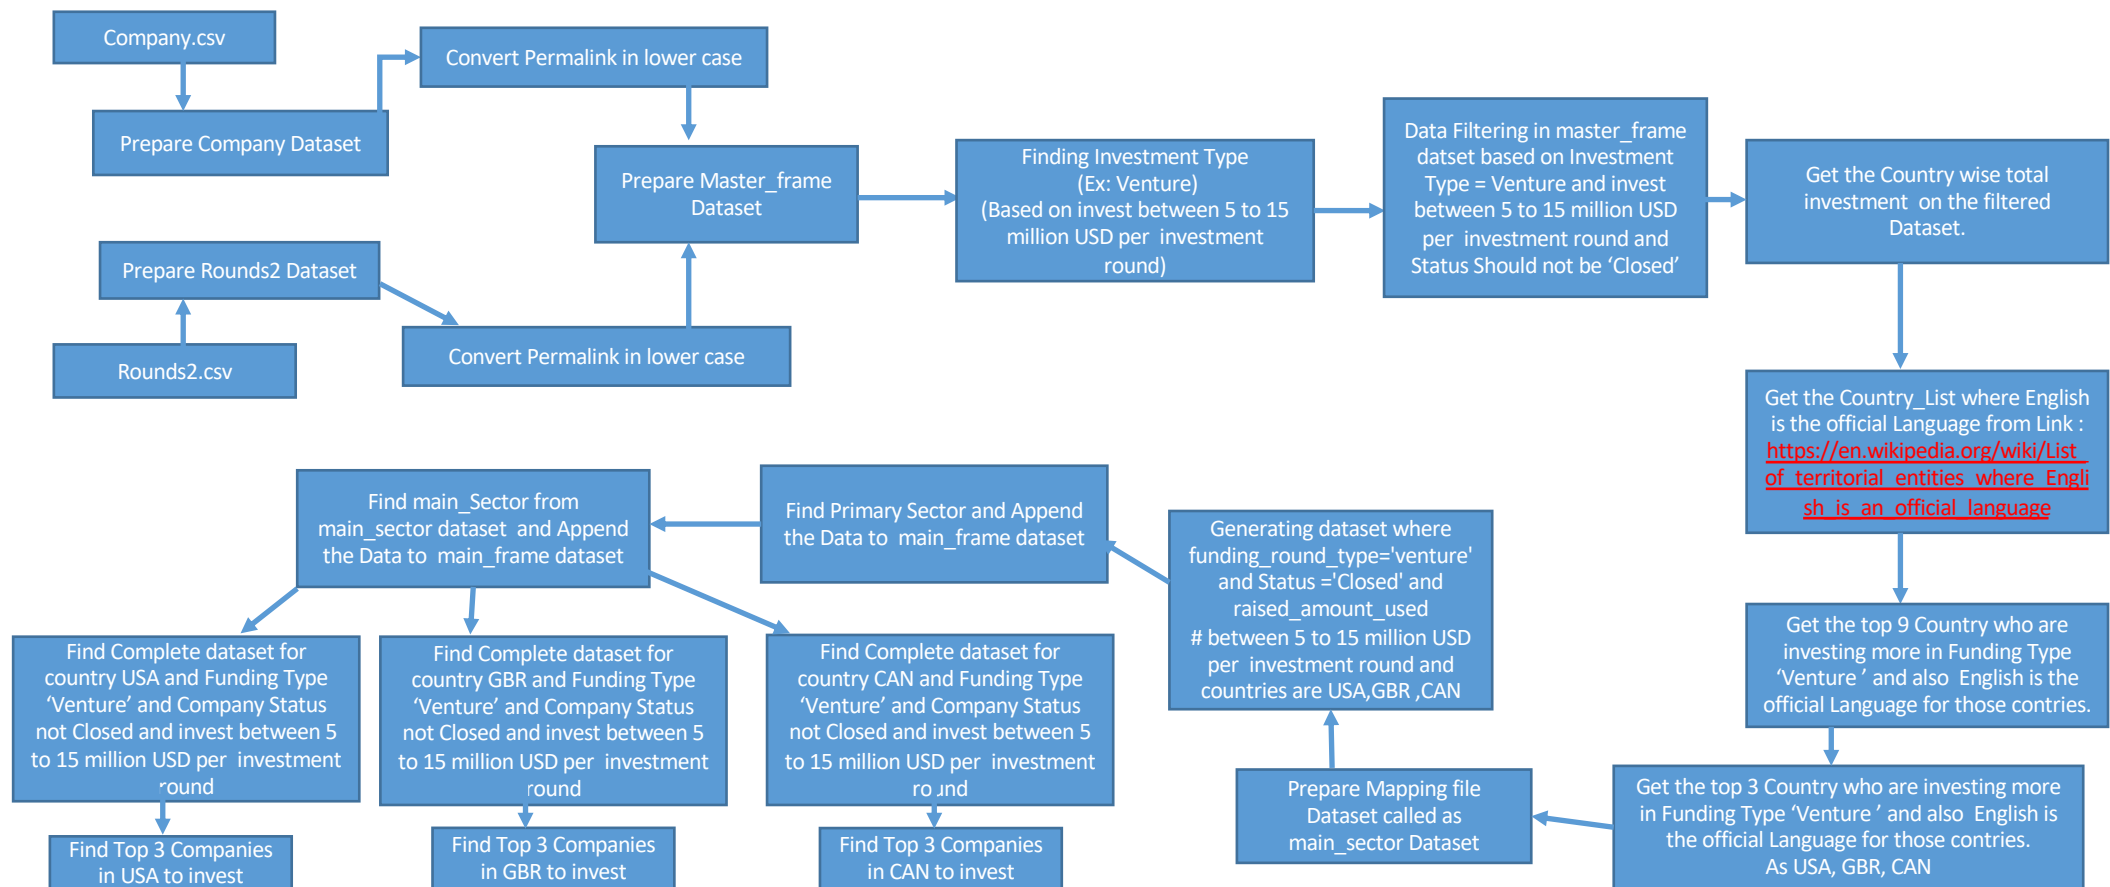 Company.csv
Prepare Company Dataset
Convert Permalink in lower case
Prepare Rounds2 Dataset
Rounds2.csv
Convert Permalink in lower case
Prepare Master_frame
Dataset
Finding Investment Type
(Ex: Venture)
(Based on invest between 5 to 15
million USD per investment
round)
Data Filtering in master_frame
datset based on Investment
Type = Venture and invest
between 5 to 15 million USD
per investment round and
Status Should not be ‘Closed’
Get the Country wise total
investment on the filtered
Dataset.
Get the Country_List where English
is the official Language from Link :
https://en.wikipedia.org/wiki/List_
of_territorial_entities_where_Engli
sh_is_an_official_language
Get the top 9 Country who are
investing more in Funding Type
‘Venture ’ and also English is the
official Language for those contries.
Get the top 3 Country who are investing more
in Funding Type ‘Venture ’ and also English is
the official Language for those contries.
As USA, GBR, CAN
Prepare Mapping file
Dataset called as
main_sector Dataset
Generating dataset where
funding_round_type='venture'
and Status ='Closed' and
raised_amount_used
# between 5 to 15 million USD
per investment round and
countries are USA,GBR ,CAN
Find Primary Sector and Append
the Data to main_frame dataset
Find main_Sector from
main_sector dataset and Append
the Data to main_frame dataset
Find Complete dataset for
country USA and Funding Type
‘Venture’ and Company Status
not Closed and invest between 5
to 15 million USD per investment
round
Find Top 3 Companies
in USA to invest
Find Complete dataset for
country GBR and Funding Type
‘Venture’ and Company Status
not Closed and invest between 5
to 15 million USD per investment
round
Find Top 3 Companies
in GBR to invest
Find Complete dataset for
country CAN and Funding Type
‘Venture’ and Company Status
not Closed and invest between 5
to 15 million USD per investment
round
Find Top 3 Companies
in CAN to invest